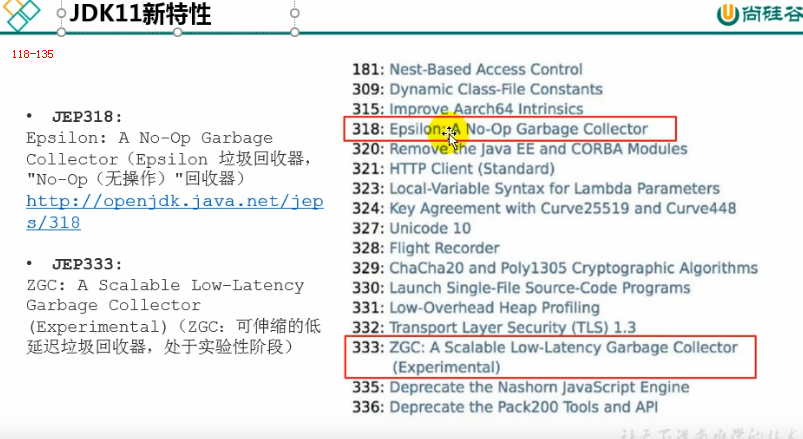 JDK11新特性
尚硅谷
118-135
• JEP318:
Epsilon: A No-Op Garbage
Collector（Epsilon 垃圾回收器，
"No-Op（无操作）"回收器）
http://openjdk.java.net/jep
s/318
• JEP333:
ZGC: A Scalable Low-Latency
Garbage Collector
(Experimental)（ZGC：可伸缩的低
延迟垃圾回收器，处于实验性阶段）
181: Nest-Based Access Control
309: Dynamic Class-File Constants
315: Improve Aarch64 Intrinsics
318: Epsilon: A No-Op Garbage Collector
320: Remove the Java EE and CORBA Modules
321: HTTP Client (Standard)
323: Local-Variable Syntax for Lambda Parameters
324: Key Agreement with Curve25519 and Curve448
327: Unicode 10
328: Flight Recorder
329: ChaCha20 and Poly1305 Cryptographic Algorithms
330: Launch Single-File Source-Code Programs
331: Low-Overhead Heap Profiling
332: Transport Layer Security (TLS) 1.3
333: ZGC: A Scalable Low-Latency Garbage Collector
(Experimental)
335: Deprecate the Nashorn JavaScript Engine
336: Deprecate the Pack200 Tools and API